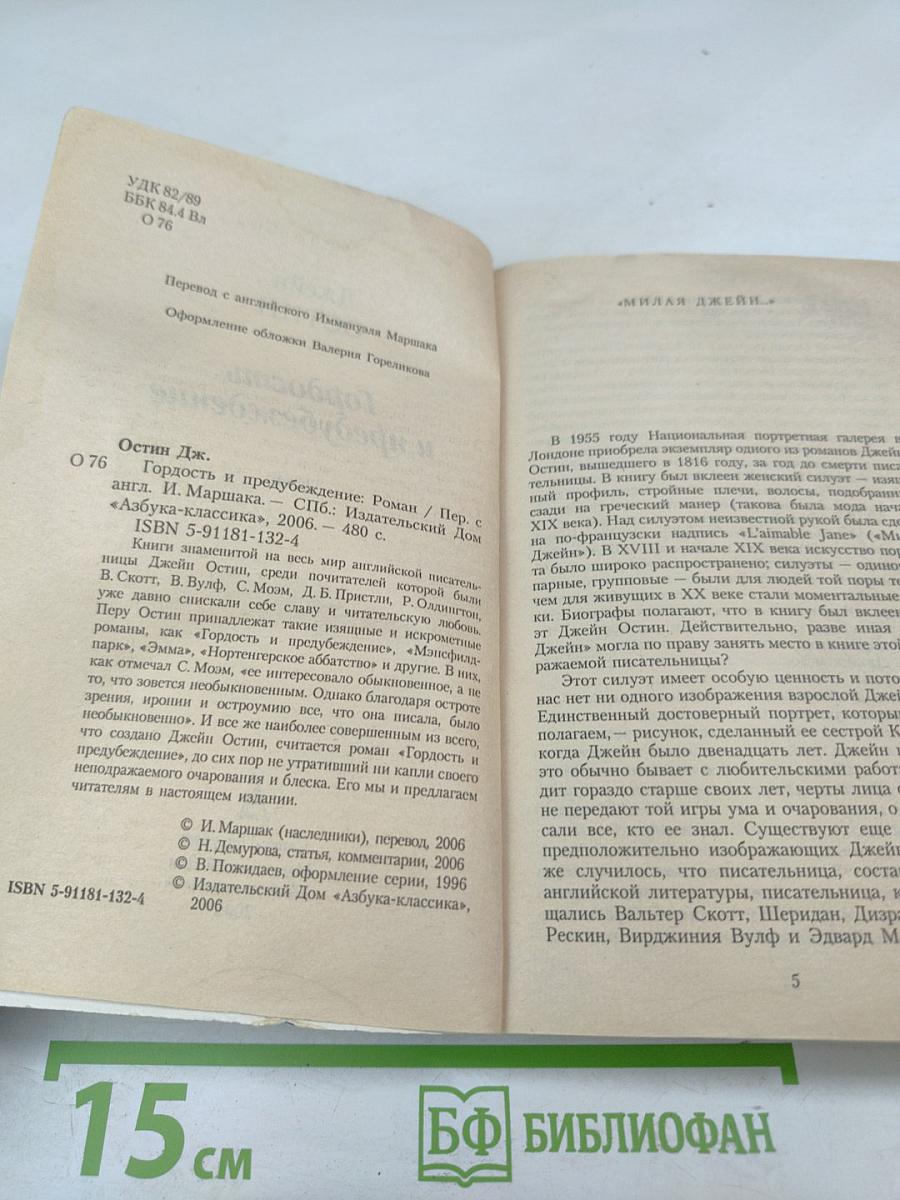 УДК 82/89
ББК 84.4 Вл
О 76
Перевод с английского Иммануэля Маршака
Оформление обложки Валерия Гореликова
Остин Дж.
О 76
Гордость и предубеждение: Роман / Пер. с
англ. И. Маршака. — СПб.: Издательский Дом
«Азбука-классика», 2006. — 480 с.
ISBN 5-91181-132-4
Книги знаменитой на весь мир английской писатель-
ницы Джейн Остин, среди почитателей которой были
В. Скотт, В. Вулф, С. Моэм, Д. Б. Пристли, Р. Олдингтон,
уже давно снискали себе славу и читательскую любовь.
Перу Остин принадлежат такие изящные и искрометные
романы, как «Гордость и предубеждение», «Мэнсфилд-
парк», «Эмма», «Нортенгерское аббатство» и другие. В них,
как отмечал С. Моэм, «ее интересовало обыкновенное, а не
то, что зовется необыкновенным. Однако благодаря остроте
зрения, иронии и остроумию все, что она писала, было
необыкновенно». И все же наиболее совершенным из всего,
что создано Джейн Остин, считается роман «Гордость и
предубеждение», до сих пор не утративший ни капли своего
неподражаемого очарования и блеска. Его мы и предлагаем
читателям в настоящем издании.
© И. Маршак (наследники), перевод, 2006
© Н. Демурова, статья, комментарии, 2006
© В. Пожидаев, оформление серии, 1996
© Издательский Дом «Азбука-классика»,
2006
ISBN 5-91181-132-4
«МИЛАЯ ДЖЕЙН...»
В 1955 году Национальная портретная галерея в
Лондоне приобрела экземпляр одного из романов Джейн
Остин, вышедшего в 1816 году, за год до смерти писа
тельницы. В книгу был вклеен женский силуэт — изящ
ный профиль, стройные плечи, волосы, подобранны
сзади на греческий манер (такова была мода нача
XIX века). Над силуэтом неизвестной рукой была сде
на по-французски надпись «L'aimable Jane» («Ми
Джейн»). В XVIII и начале XIX века искусство пор
та было широко распространено; силуэты — одиноч
парные, групповые — были для людей той поры те
чем для живущих в XX веке стали моментальные
ки. Биографы полагают, что в книгу был вклеен
эт Джейн Остин. Действительно, разве иная
Джейн» могла по праву занять место в книге этой
ражаемой писательницы?
Этот силуэт имеет особую ценность и пото
нас нет ни одного изображения взрослой Джей
Единственный достоверный портрет, которы
полагаем,— рисунок, сделанный ее сестрой К
когда Джейн было двенадцать лет. Джейн
это обычно бывает с любительскими работ
дит гораздо старше своих лет, черты лица
не передают той игры ума и очарования, о
сали все, кто ее знал. Существуют еще
предположительно изображающих Джей
же случилось, что писательница, соста
английской литературы, писательница, к
щались Вальтер Скотт, Шеридан, Дизра
Рескин, Вирджиния Вулф и Эдвард М
5
15 см
БФ БИБЛИОФАН